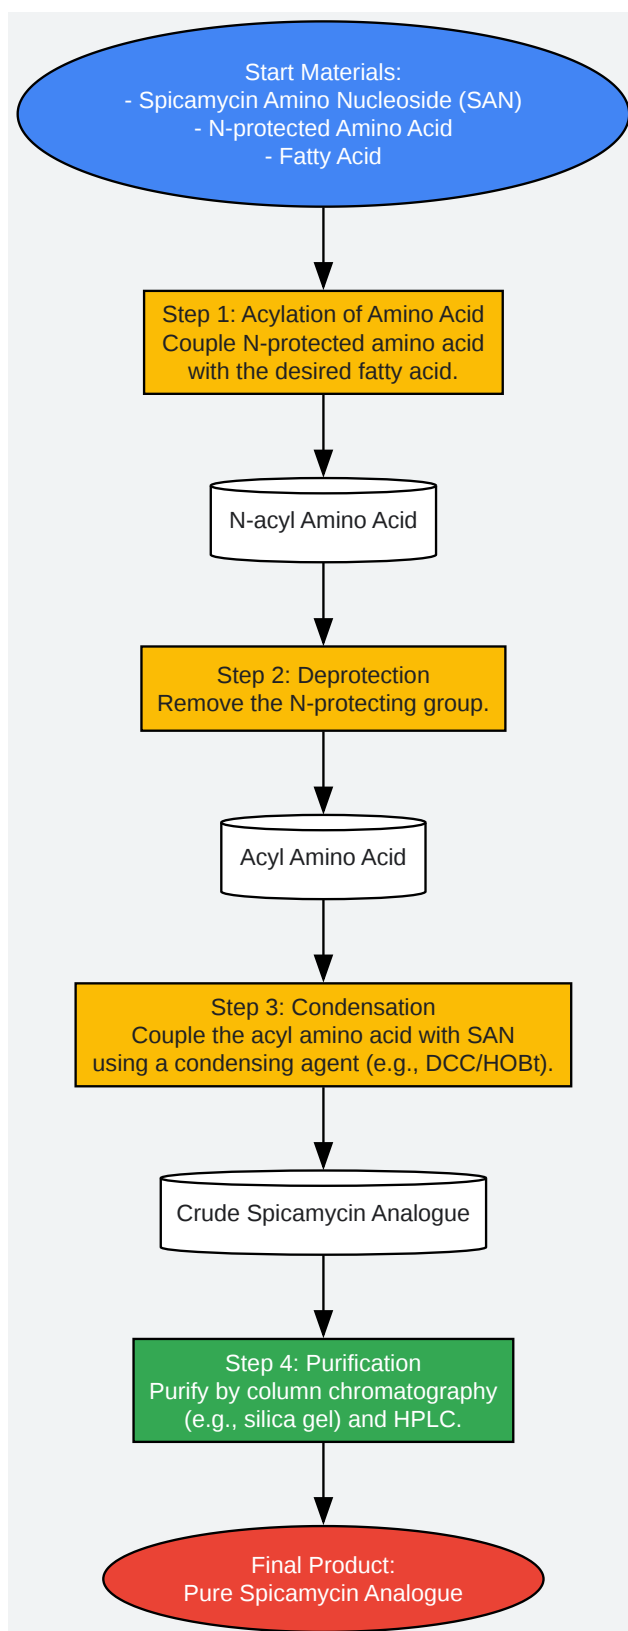 Start Materials:
- Spicamycin Amino Nucleoside (SAN)
- N-protected Amino Acid
- Fatty Acid
Step 1: Acylation of Amino Acid
Couple N-protected amino acid
with the desired fatty acid.
N-acyl Amino Acid
Step 2: Deprotection
Remove the N-protecting group.
Acyl Amino Acid
Step 3: Condensation
Couple the acyl amino acid with SAN
using a condensing agent (e.g., DCC/HOBt).
Crude Spicamycin Analogue
Step 4: Purification
Purify by column chromatography
(e.g., silica gel) and HPLC.
Final Product:
Pure Spicamycin Analogue